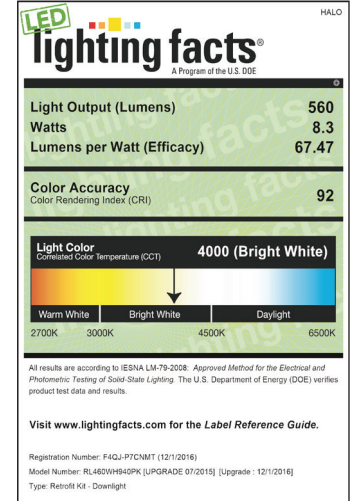 HALO
LED
lighting facts®
A Program of the U.S. DOE
Light Output (Lumens) 560
Watts 8.3
Lumens per Watt (Efficacy) 67.47
Color Accuracy
Color Rendering Index (CRI) 92
Light Color
Correlated Color Temperature (CCT) 4000 (Bright White)
Warm White Bright White Daylight
2700K 3000K 4500K 6500K
All results are according to IESNA LM-79-2008: Approved Method for the Electrical and
Photometric Testing of Solid-State Lighting. The U.S. Department of Energy (DOE) verifies
product test data and results.
Visit www.lightingfacts.com for the Label Reference Guide.
Registration Number: F4QJ-P7CNMT (12/1/2016)
Model Number: RL460WH940PK [UPGRADE 07/2015] [Upgrade : 12/1/2016]
Type: Retrofit Kit - Downlight